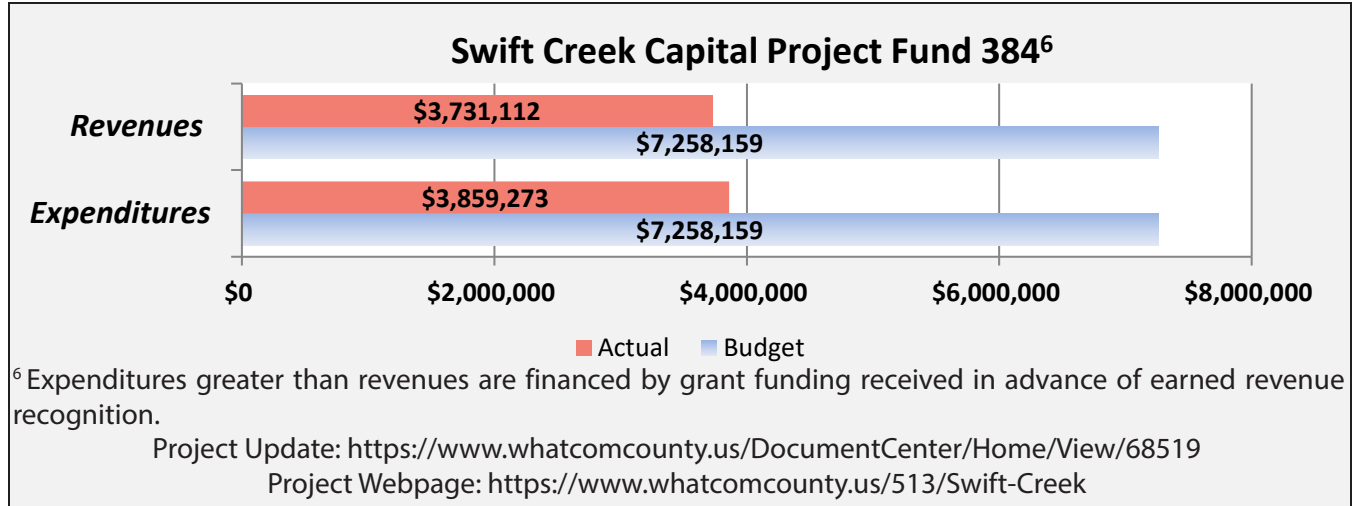 Swift Creek Capital Project Fund 384⁶
Revenues
$3,731,112
$7,258,159
Expenditures
$3,859,273
$7,258,159
$0 $2,000,000 $4,000,000 $6,000,000 $8,000,000
Actual Budget
⁶ Expenditures greater than revenues are financed by grant funding received in advance of earned revenue
recognition.
Project Update: https://www.whatcomcounty.us/DocumentCenter/Home/View/68519
Project Webpage: https://www.whatcomcounty.us/513/Swift-Creek